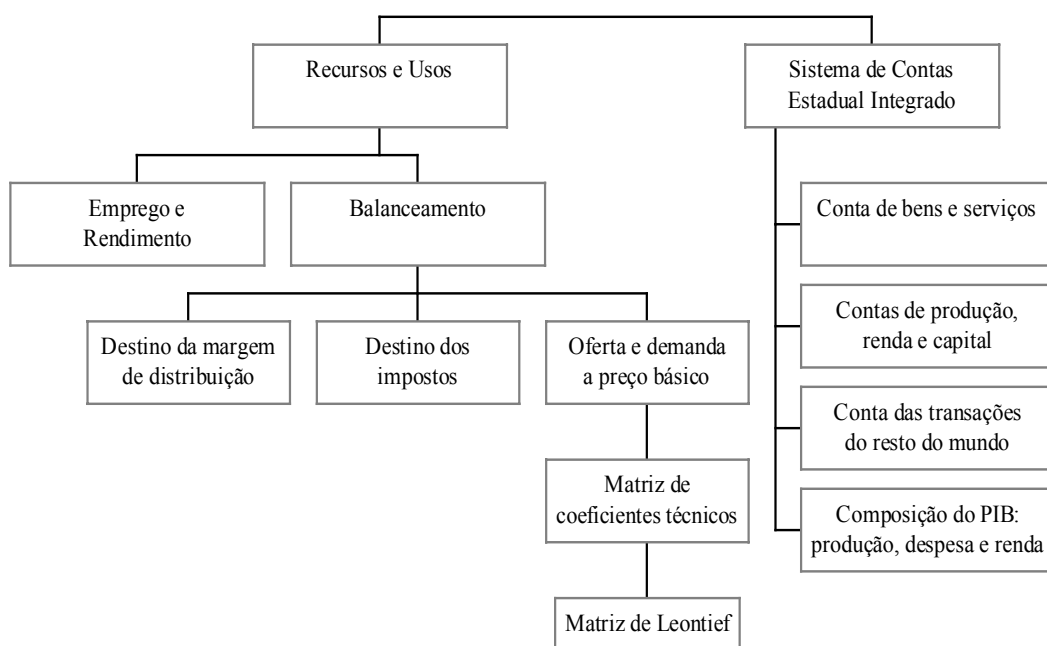 Recursos e Usos
Sistema de Contas
Estadual Integrado
Emprego e
Rendimento
Balanceamento
Conta de bens e serviços
Destino da margem
de distribuição
Destino dos
impostos
Oferta e demanda
a preço básico
Contas de produção,
renda e capital
Conta das transações
do resto do mundo
Matriz de
coeficientes técnicos
Composição do PIB:
produção, despesa e renda
Matriz de Leontief